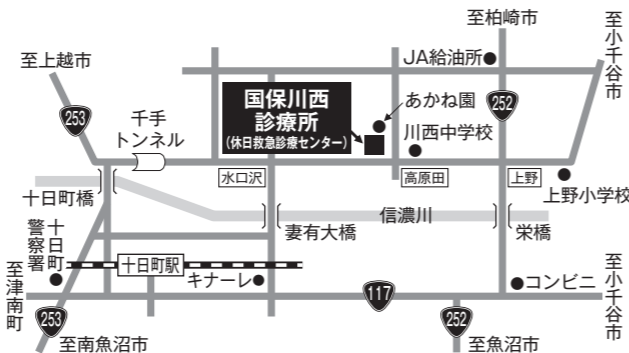 至柏崎市
至小千谷市
至上越市
JA給油所
国保川西
診療所
(休日救急診療センター)
あかね園
252
253
千手
トンネル
川西中学校
水口沢
高原田
上野
上野小学校
十日町橋
信濃川
妻有大橋
栄橋
十日町
警察署
十日町駅
キナーレ
至津南町
117
コンビニ
至小千谷市
253
252
至南魚沼市
至魚沼市